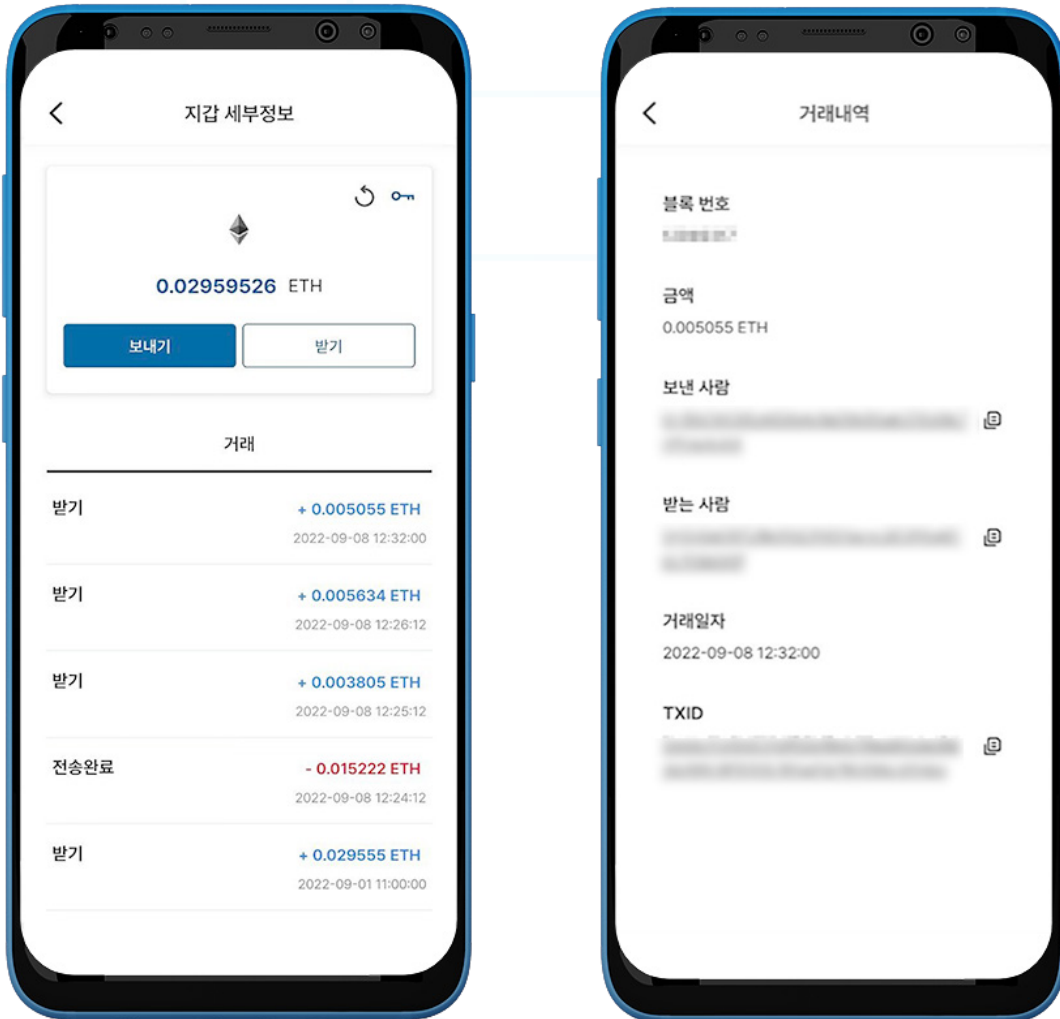 지갑 세부정보
0.02959526 ETH
보내기
받기
거래
받기
+ 0.005055 ETH
2022-09-08 12:32:00
받기
+ 0.005634 ETH
2022-09-08 12:26:12
받기
+ 0.003805 ETH
2022-09-08 12:25:12
전송완료
- 0.015222 ETH
2022-09-08 12:24:12
받기
+ 0.029555 ETH
2022-09-01 11:00:00
거래내역
블록 번호
금액
0.005055 ETH
보낸 사람
받는 사람
거래일자
2022-09-08 12:32:00
TXID